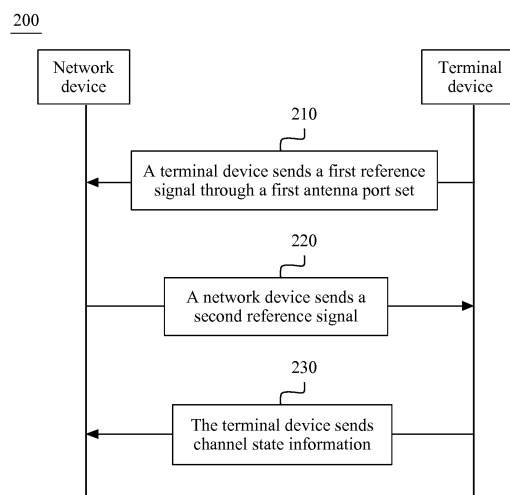 200
Network
device
Terminal
device
210
A terminal device sends a first reference
signal through a first antenna port set
220
A network device sends a
second reference signal
230
The terminal device sends
channel state information